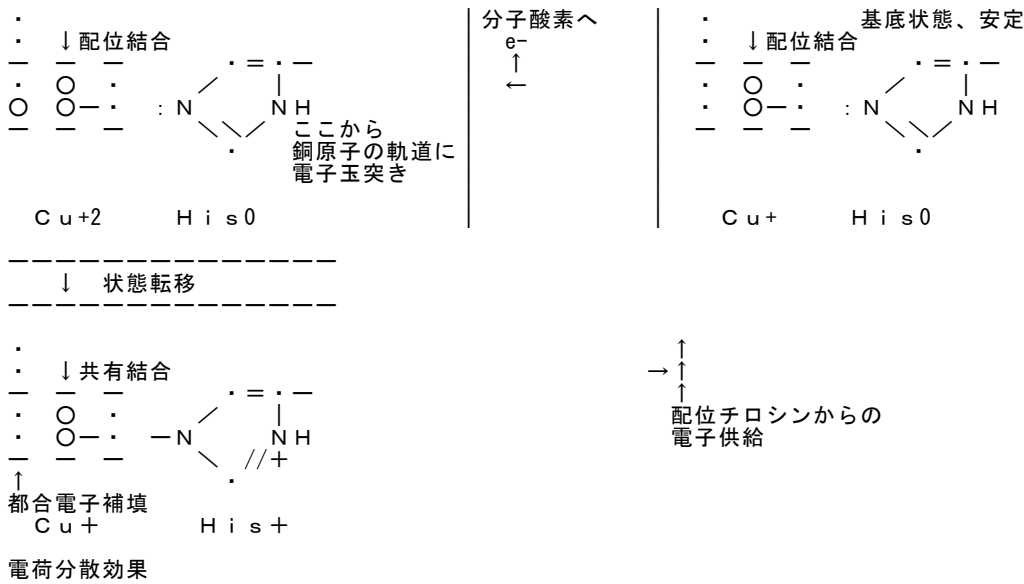 ・ 分子酸素へ ・ 基底状態、安定
・ ↓配位結合 e- ・ ↓配位結合
― ― ― ・＝・― ↑ ― ― ― ・＝・―
・ ○ ・ ／ | ← ・ ○ ・ ／ |
○ ○―・ :N NH ・ ○―・ :N NH
― ― ― ＼＼／ ここから ― ― ― ＼＼／
・ 銅原子の軌道に ・
電子玉突き
Cu+2 His0 Cu+ His0
――――――――――――――
↓ 状態転移
――――――――――――――
・ ↑
・ ↓共有結合 →↑
― ― ― ・＝・― ↑
・ ○ ・ ／ | 配位チロシンからの
・ ○―・ ―N NH 電子供給
― ― ― ＼ //＋
↑ ・
都合電子補填
Cu＋ His＋
電荷分散効果